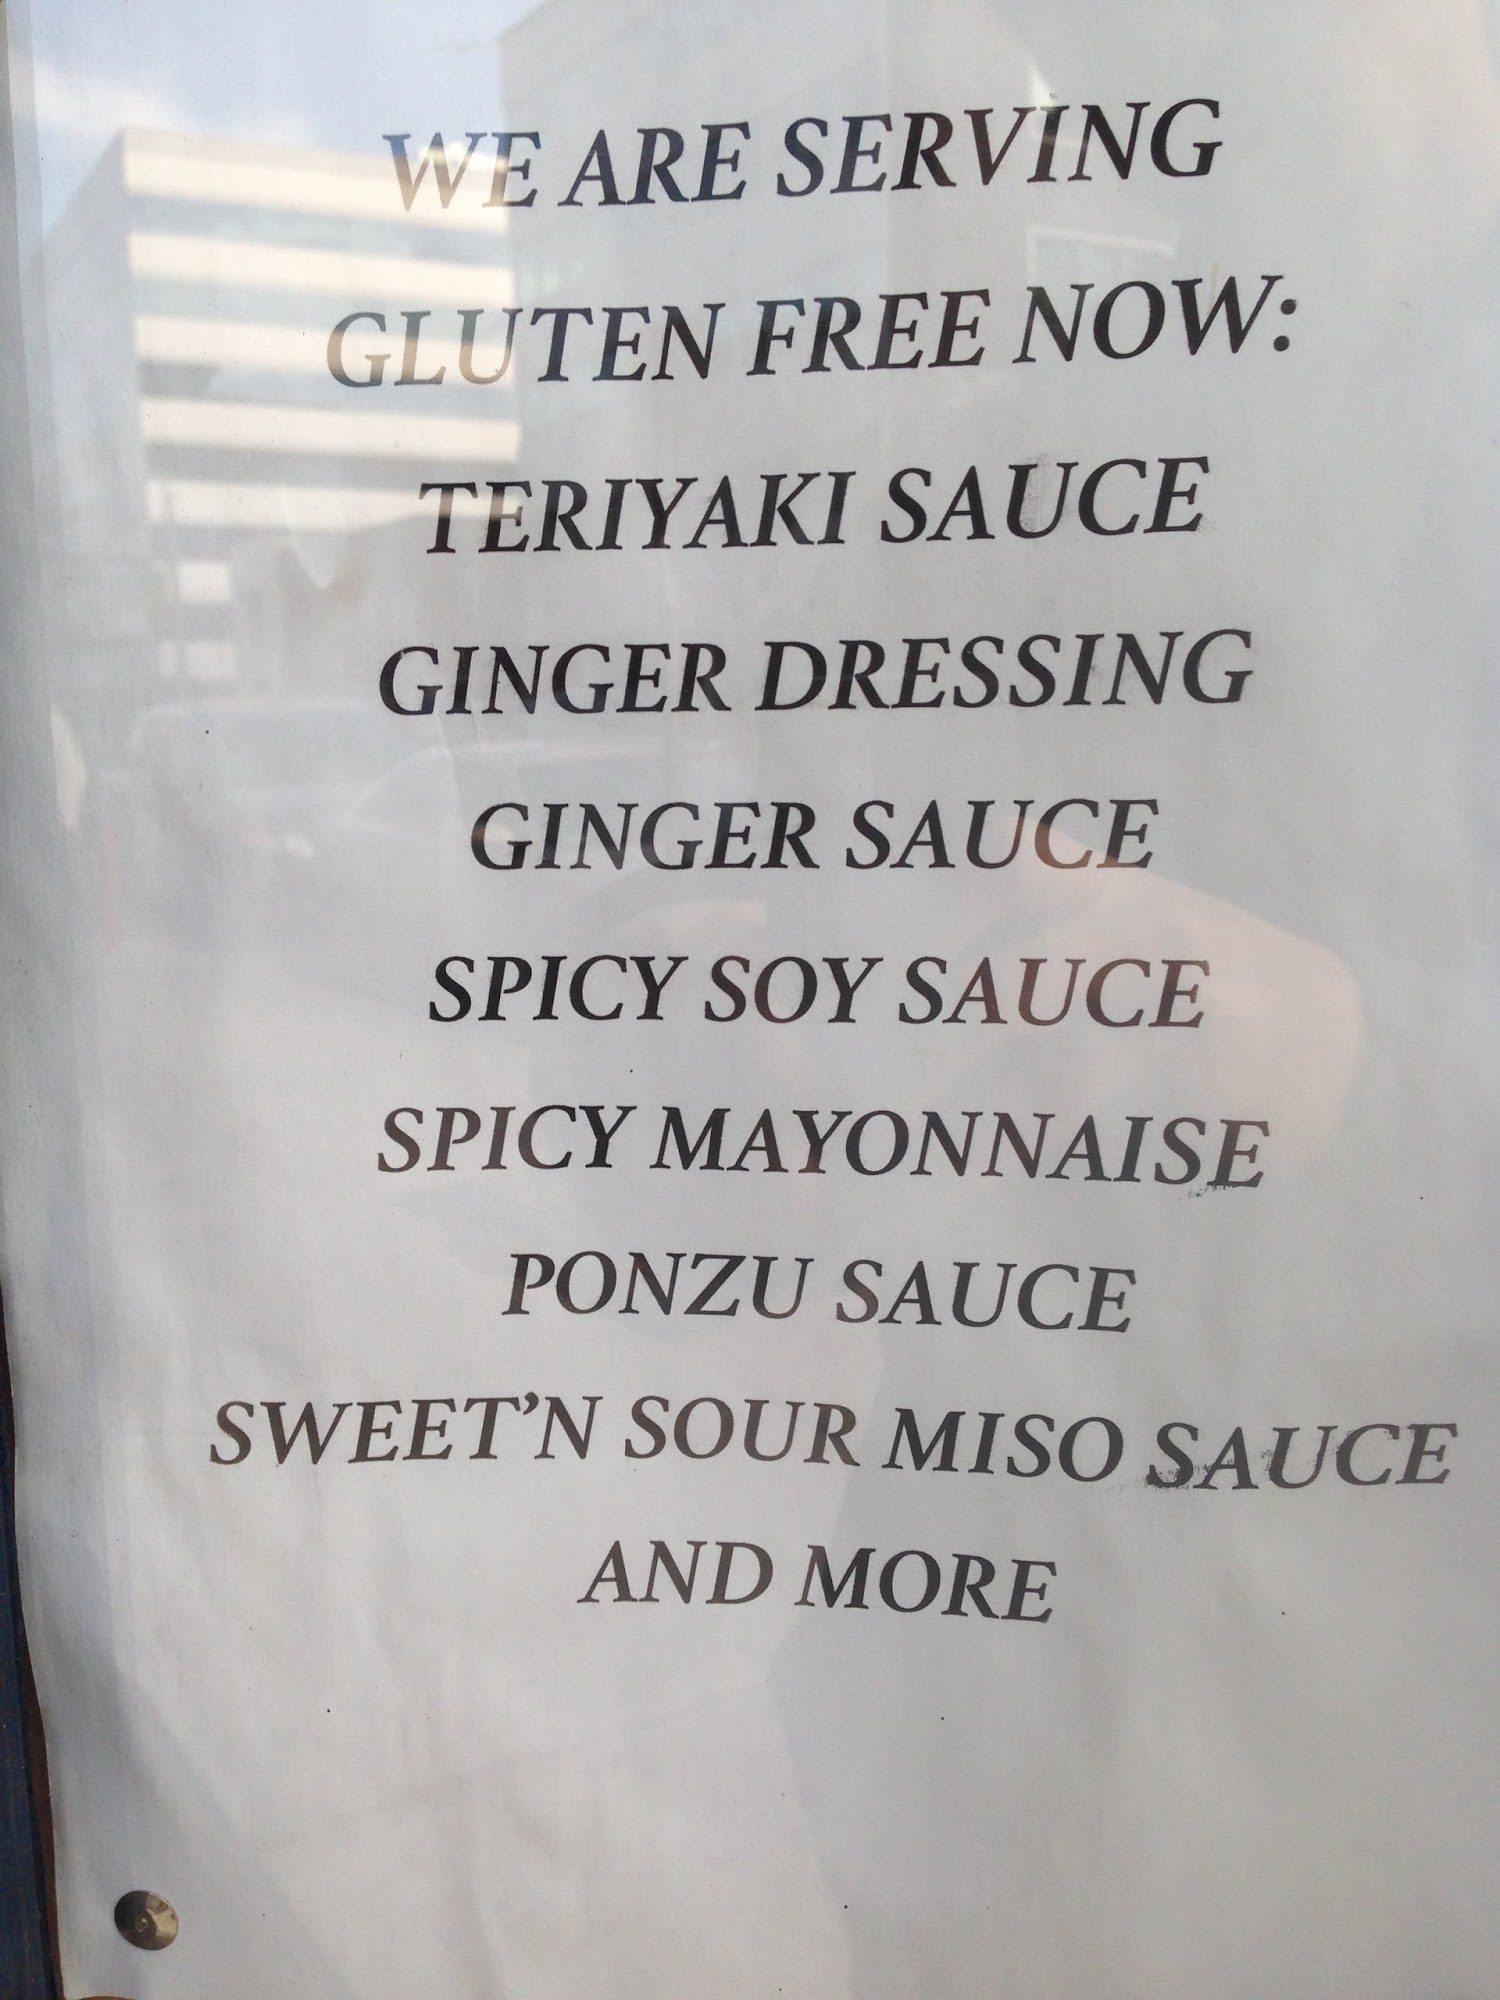 WE ARE SERVING
GLUTEN FREE NOW:
TERIYAKI SAUCE
GINGER DRESSING
GINGER SAUCE
SPICY SOY SAUCE
SPICY MAYONNAISE
PONZU SAUCE
SWEET’N SOUR MISO SAUCE
AND MORE